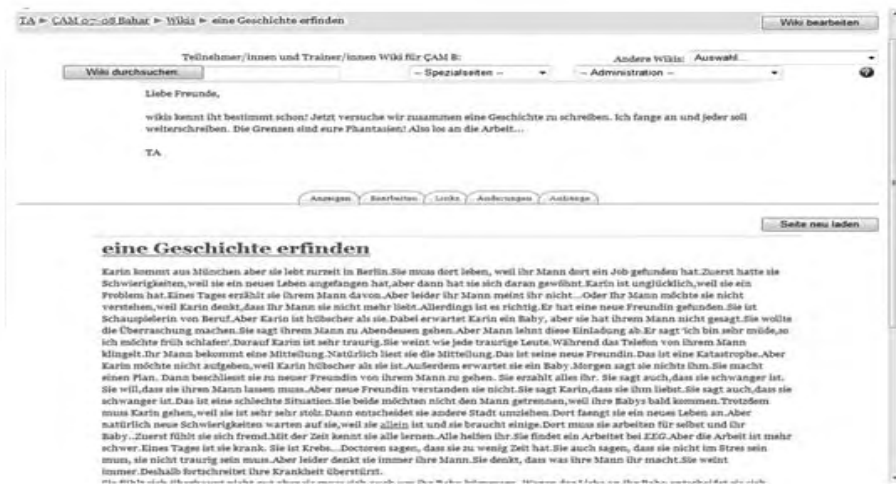 TA ► CAM 07-08 Bahar ► Wikis ► eine Geschichte erfinden
Wiki bearbeiten
Teilnehmer/innen und Trainer/innen Wiki für ÇAM B:
Andere Wikis: Auswahl...
Wiki durchsuchen:
-- Spezialseiten --
-- Administration --
Liebe Freunde,
wikis kennt iht bestimmt schon! Jetzt versuche wir zusammen eine Geschichte zu schreiben. Ich fange an und jeder soll
weiterschreiben. Die Grenzen sind eure Phantasien! Also los an die Arbeit...
TA
Anzeigen Bearbeiten Links Änderungen Anhänge
Seite neu laden
eine Geschichte erfinden
Karin kommt aus München aber sie lebt zurzeit in Berlin.Sie muss dort leben, weil ihr Mann dort ein Job gefunden hat.Zuerst hatte sie
Schwierigkeiten,weil sie ein neues Leben angefangen hat,aber dann hat sie sich daran gewöhnt.Karin ist unglücklich,weil sie ein
Problem hat.Eines Tages erzählt sie ihrem Mann davon.Aber leider ihr Mann meint ihr nicht...Oder Ihr Mann möchte sie nicht
verstehen,weil Karin denkt,dass Ihr Mann sie nicht mehr liebt.Allerdings ist es richtig.Er hat eine neue Freundin gefunden.Sie ist
Schauspielerin von Beruf.Aber Karin ist hübscher als sie.Dabei erwartet Karin ein Baby, aber sie hat ihrem Mann nicht gesagt.Sie wollte
die Überraschung machen.Sie sagt ihrem Mann zu Abendessen gehen.Aber Mann lehnt diese Einladung ab.Er sagt 'ich bin sehr müde,so
ich möchte früh schlafen'.Darauf Karin ist sehr traurig.Sie weint wie jede traurige Leute.Während das Telefon von ihrem Mann
klingelt.Ihr Mann bekommt eine Mitteilung.Natürlich liest sie die Mitteilung.Das ist seine neue Freundin.Das ist eine Katastrophe.Aber
Karin möchte nicht aufgeben,weil Karin hübscher als sie ist.Ausserdem erwartet sie ein Baby.Morgen sagt sie nichts ihm.Sie macht
einen Plan. Dann beschliesst sie zu neuer Freundin von ihrem Mann zu gehen. Sie erzahlt alles ihr. Sie sagt auch,dass sie schwanger ist.
Sie will,dass sie ihrem Mann lassen muss.Aber neue Freundin verstanden sie nicht.Sie sagt Karin,dass sie ihm liebst.Sie sagt auch,dass sie
schwanger ist.Das ist eine schlechte Situation.Sie beide möchten nicht den Mann getrennen,weil ihre Babys bald kommen.Trotzdem
muss Karin gehen,weil sie ist sehr sehr stolz.Dann entscheidet sie andere Stadt umziehen.Dort faengt sie ein neues Leben an.Aber
natürlich neue Schwierigkeiten warten auf sie,weil sie allein ist und sie braucht einige.Dort muss sie arbeiten für selbst und ihr
Baby..Zuerst fühlt sie sich fremd.Mit der Zeit kennt sie alle lernen.Alle helfen ihr.Sie findet ein Arbeitet bei EEG.Aber die Arbeit ist mehr
schwer.Eines Tages ist sie krank. Sie ist Krebs...Doctoren sagen, dass sie zu wenig Zeit hat.Sie auch sagen, dass sie nicht im Stres sein
muss, sie nicht traurig sein muss.Aber leider denkt sie immer ihre Mann.Sie denkt, dass was ihre Mann ihr macht.Sie weint
immer.Deshalb fortschreitet ihre Krankheit überstürzt.